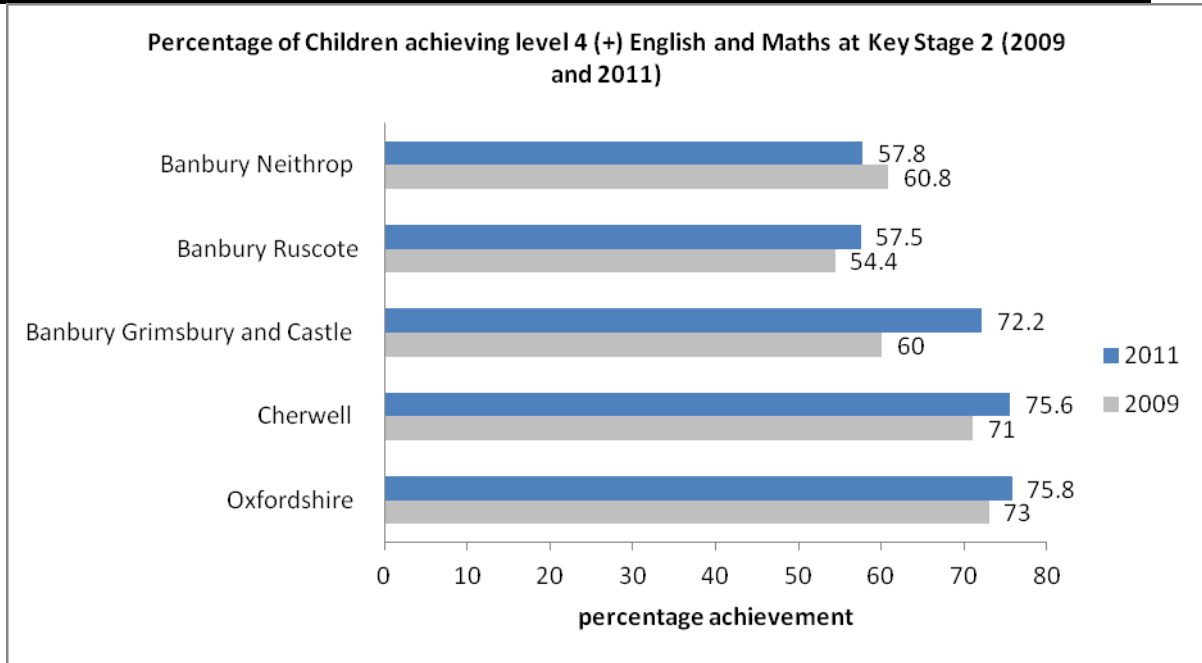 Percentage of Children achieving level 4 (+) English and Maths at Key Stage 2 (2009
and 2011)
Banbury Neithrop
57.8
60.8
Banbury Ruscote
57.5
54.4
Banbury Grimsbury and Castle
72.2
60
Cherwell
75.6
71
Oxfordshire
75.8
73
2011
2009
0 10 20 30 40 50 60 70 80
percentage achievement